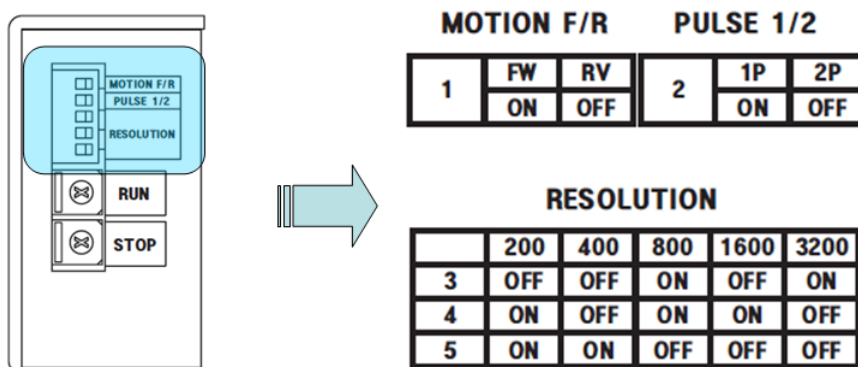 MOTION F/R
PULSE 1/2
RESOLUTION
RUN
STOP
MOTION F/R PULSE 1/2
1 FW RV 2 1P 2P
ON OFF ON OFF
RESOLUTION
200 400 800 1600 3200
3 OFF OFF ON OFF ON
4 ON OFF ON ON OFF
5 ON ON OFF OFF OFF